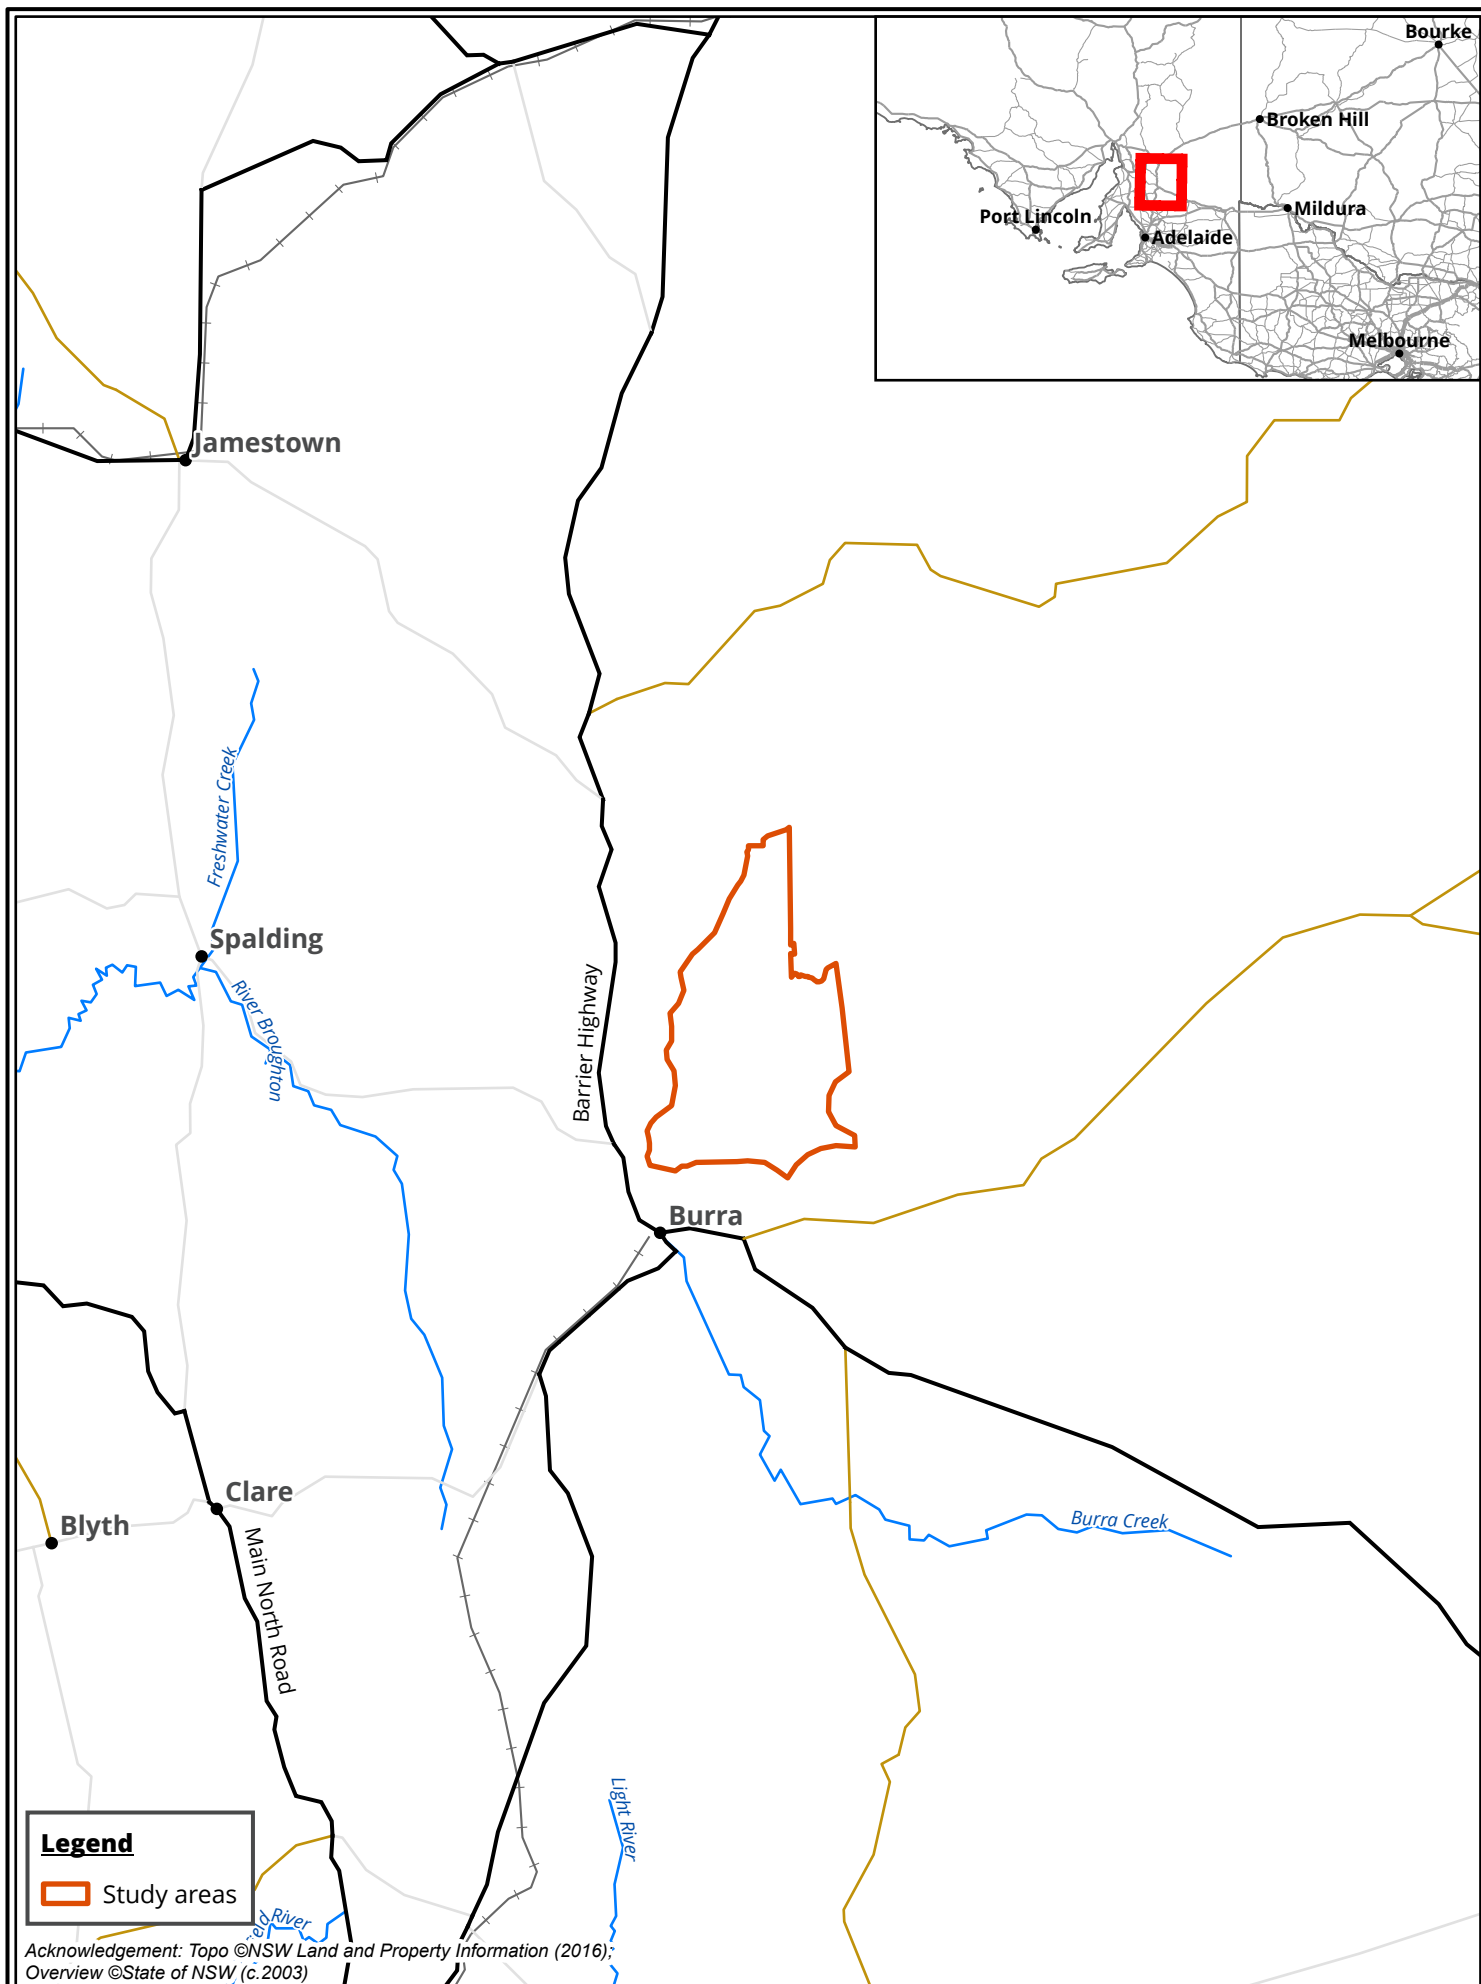 Bourke
Broken Hill
Mildura
Port Lincoln
Adelaide
Melbourne
Jamestown
Freshwater Creek
Spalding
River Broughton
Barrier Highway
Burra
Clare
Blyth
Burra Creek
Main North Road
Light River
Legend
Study areas
River
Acknowledgement: Topo ©NSW Land and Property Information (2016);
Overview ©State of NSW (c.2003)